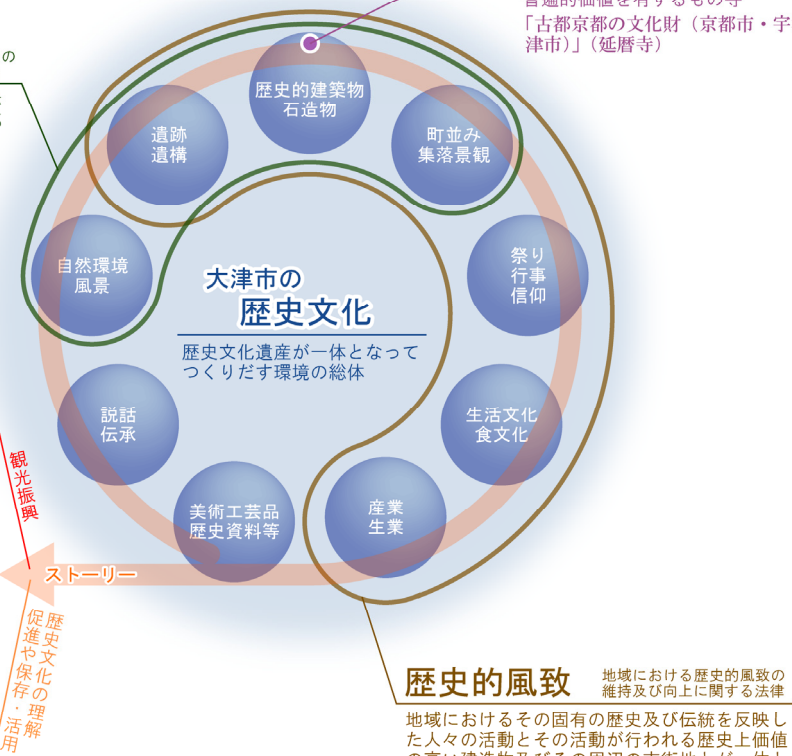 普遍的価値を有するもの等
「古都京都の文化財（京都市・宇
津市）」（延暦寺）
の
歴史的建築物
石造物
遺跡
遺構
町並み
集落景観
自然環境
風景
祭り
行事
信仰
大津市の
歴史文化
歴史文化遺産が一体となって
つくりだす環境の総体
説話
伝承
生活文化
食文化
美術工芸品
歴史資料等
産業
生業
観光振興
ストーリー
歴史文化の理解
促進や保存・活用
歴史的風致
地域における歴史的風致の
維持及び向上に関する法律
地域におけるその固有の歴史及び伝統を反映し
た人々の活動とその活動が行われる歴史上価値